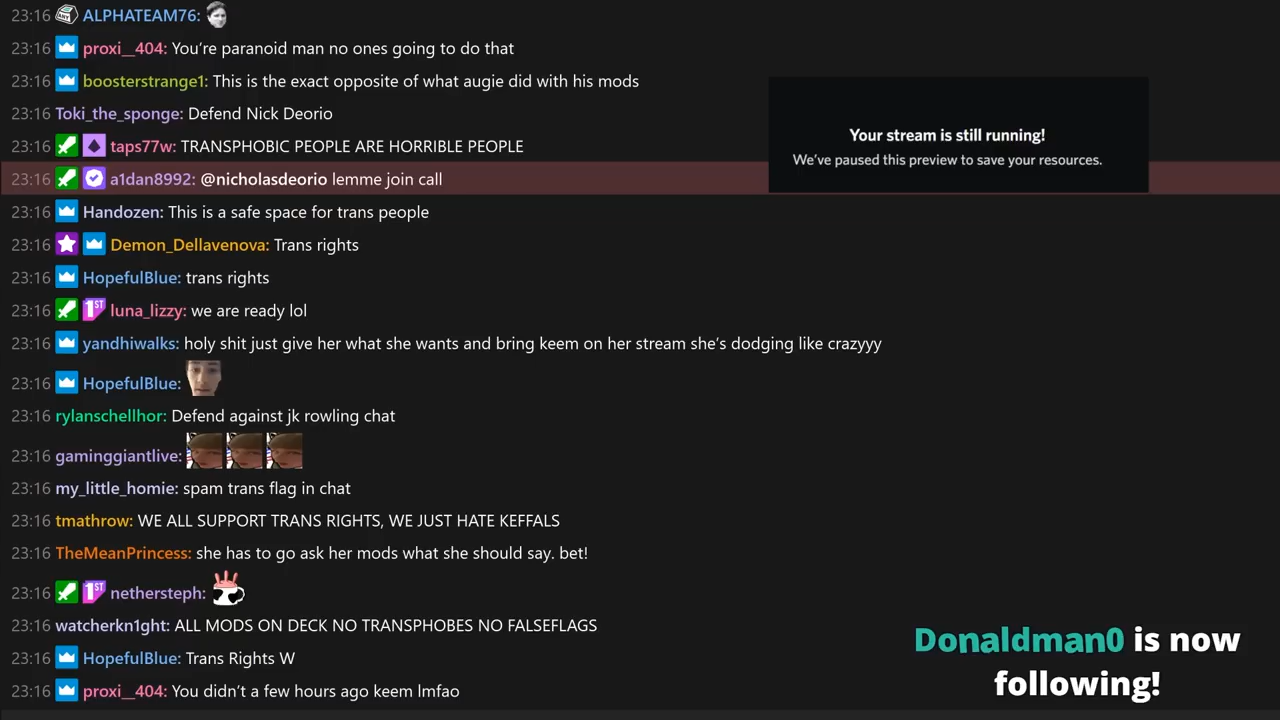 23:16 ALPHATEAM76:
23:16 proxi__404: You’re paranoid man no ones going to do that
23:16 boosterstrange1: This is the exact opposite of what augie did with his mods
23:16 Toki_the_sponge: Defend Nick Deorio
23:16 taps77w: TRANSPHOBIC PEOPLE ARE HORRIBLE PEOPLE
Your stream is still running!
We’ve paused this preview to save your resources.
23:16 a1dan8992: @nicholasdeorio lemme join call
23:16 Handozen: This is a safe space for trans people
23:16 Demon_Dellavenova: Trans rights
23:16 HopefulBlue: trans rights
23:16 1ST luna_lizzy: we are ready lol
23:16 yandhiwalks: holy shit just give her what she wants and bring keem on her stream she’s dodging like crazyyy
23:16 HopefulBlue:
23:16 rylanschellhor: Defend against jk rowling chat
23:16 gaminggiantlive:
23:16 my_little_homie: spam trans flag in chat
23:16 tmathrow: WE ALL SUPPORT TRANS RIGHTS, WE JUST HATE KEFFALS
23:16 TheMeanPrincess: she has to go ask her mods what she should say. bet!
23:16 1ST nethersteph:
23:16 watcherkn1ght: ALL MODS ON DECK NO TRANSPHOBES NO FALSEFLAGS
23:16 HopefulBlue: Trans Rights W
23:16 proxi__404: You didn’t a few hours ago keem lmfao
Donaldman0 is now
following!